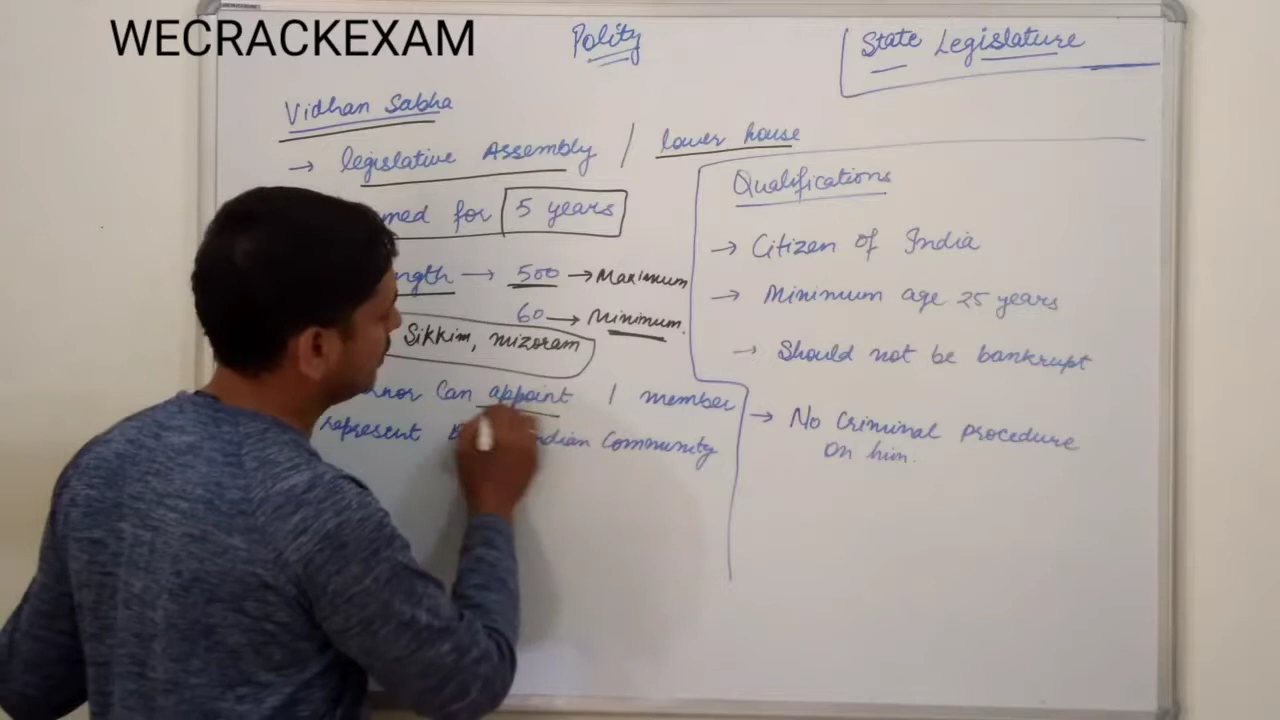 WECRACKEXAM
Polity
State Legislature
Vidhan Sabha
→ legislative Assembly / lower house
med for 5 years
ngth → 500 → Maximum
60 → Minimum.
Sikkim, mizoram
nor Can appoint 1 member
represent ndian Community
Qualifications
→ Citizen of India
→ Minimum age 25 years
→ Should not be bankrupt
→ No Criminal procedure
on him.